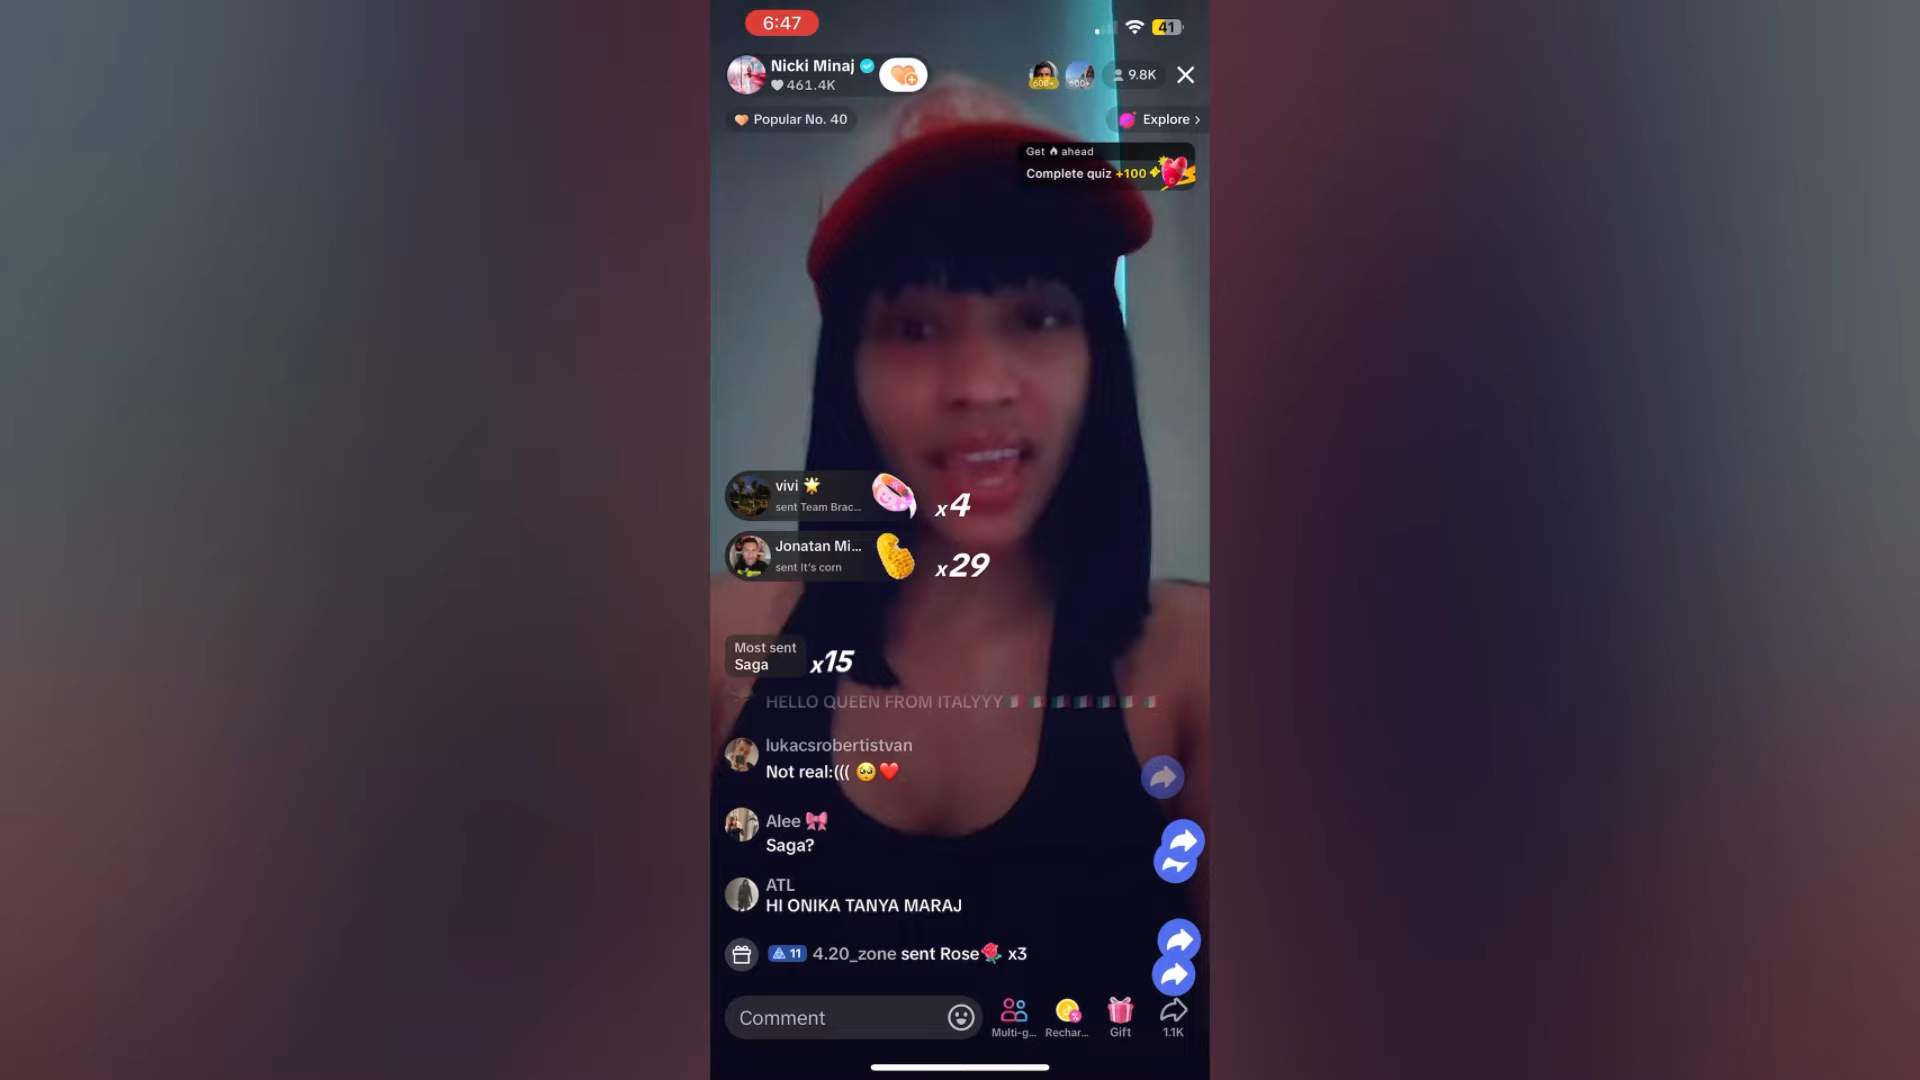 6:47
41
Nicki Minaj
461.4K
600+
600+
9.8K
Popular No. 40
Explore >
Get ahead
Complete quiz +100
vivi
sent Team Brac...
x4
Jonatan Mi...
sent It's corn
x29
Most sent
Saga
x15
HELLO QUEEN FROM ITALYYY
lukacsrobertistvan
Not real:(((
Alee
Saga?
ATL
HI ONIKA TANYA MARAJ
11 4.20_zone sent Rose x3
Comment
Multi-g...
Rechar...
Gift
1.1K